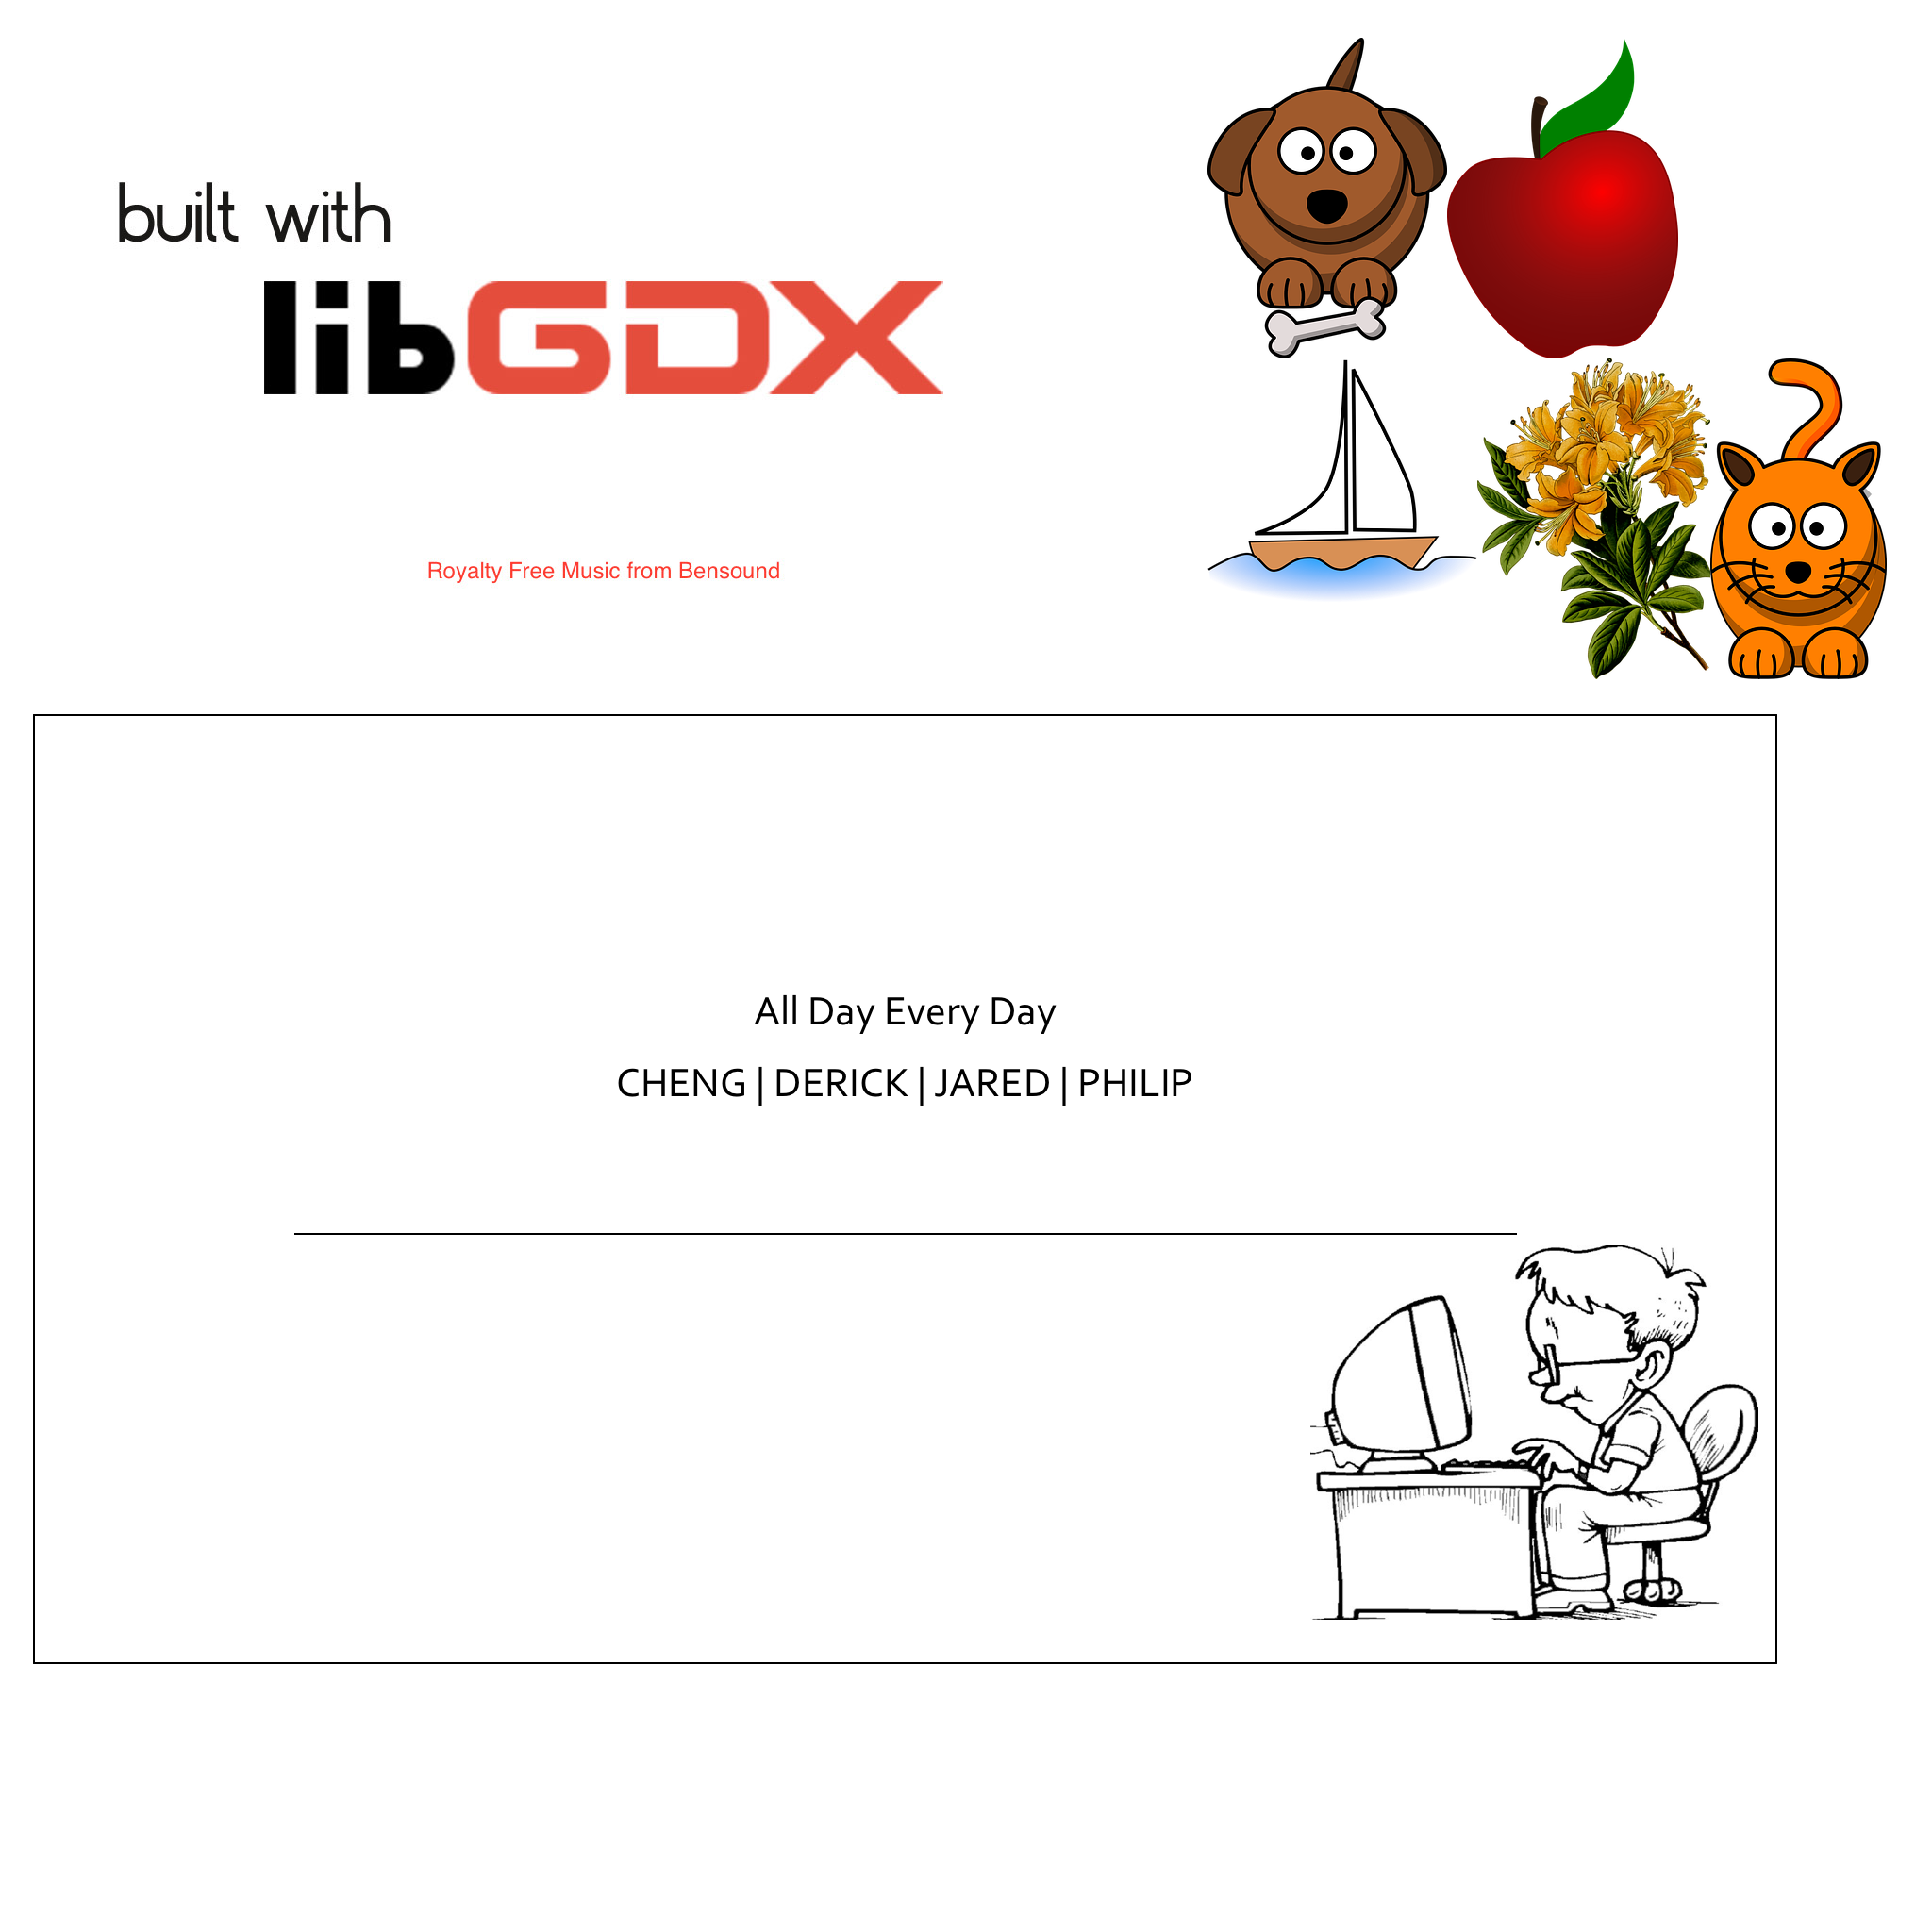 built with
libGDX
Royalty Free Music from Bensound
All Day Every Day
CHENG | DERICK | JARED | PHILIP